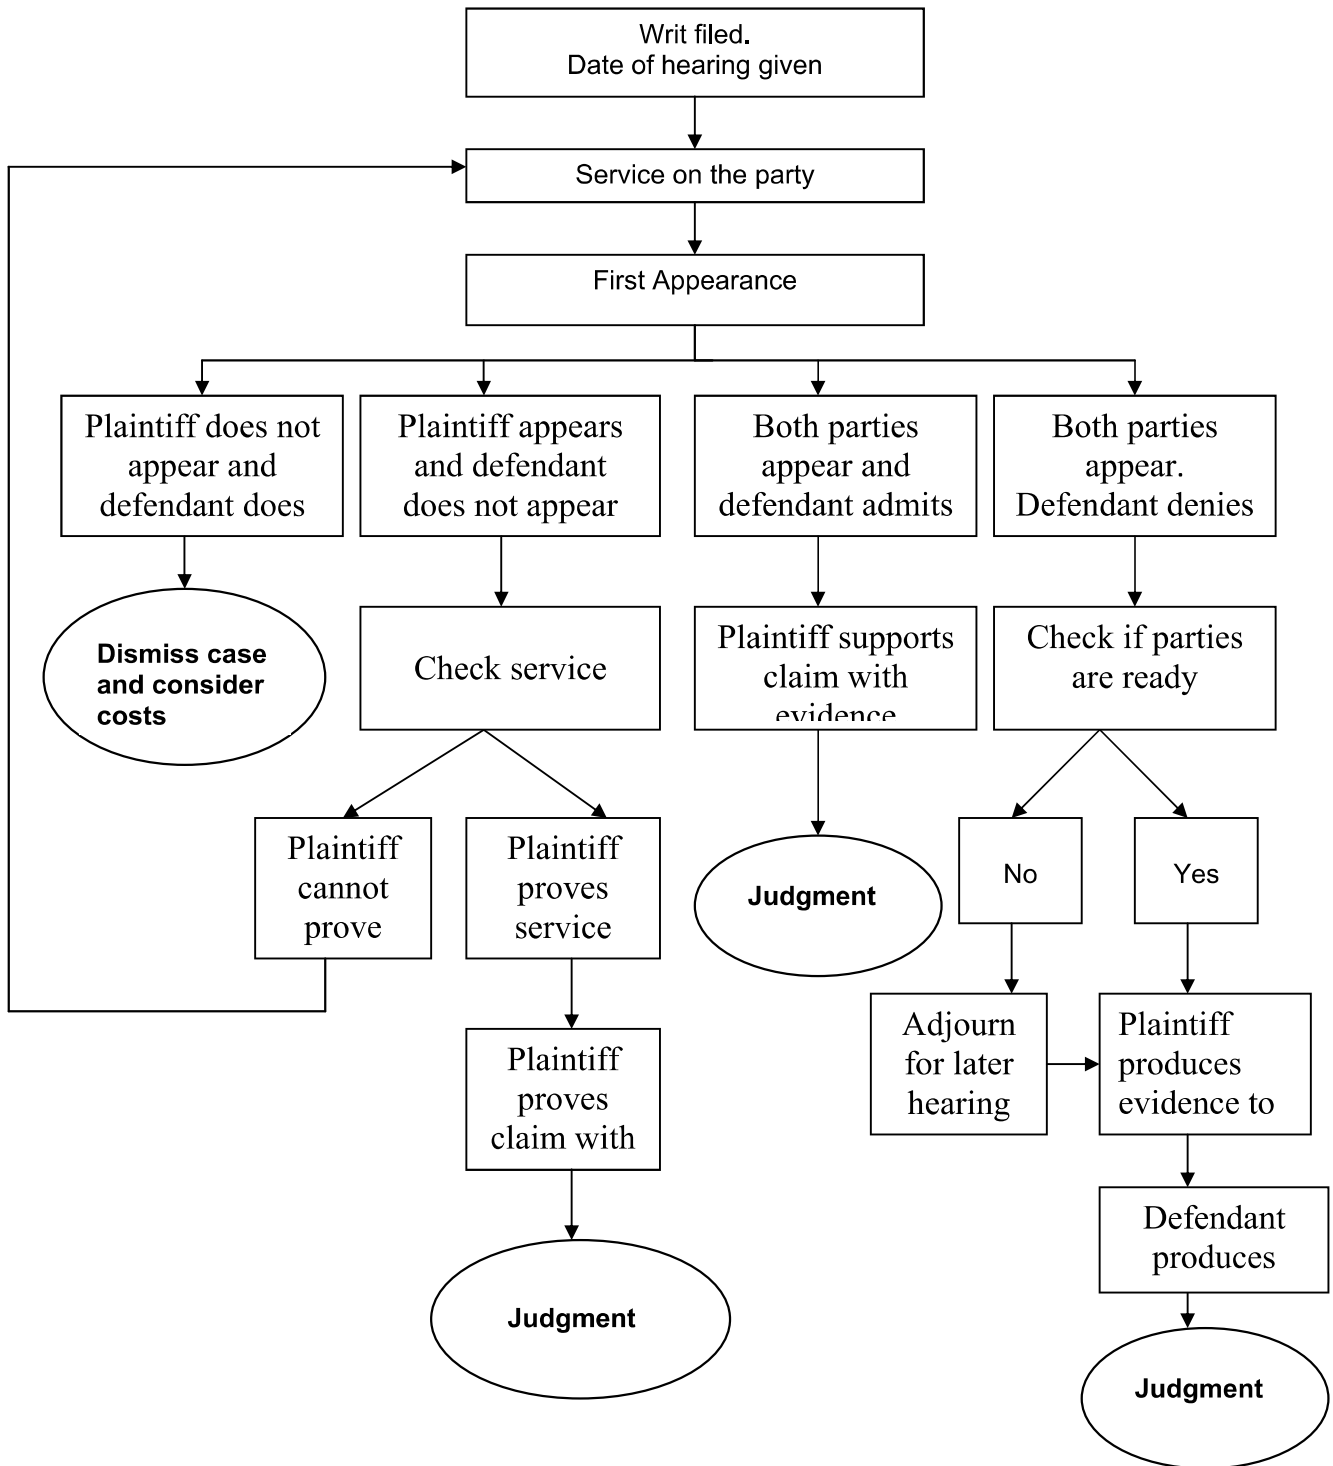 Writ filed.
Date of hearing given
Service on the party
First Appearance
Plaintiff does not
appear and
defendant does
Plaintiff appears
and defendant
does not appear
Both parties
appear and
defendant admits
Both parties
appear.
Defendant denies
Dismiss case
and consider
costs
Check service
Plaintiff supports
claim with
evidence
Check if parties
are ready
Plaintiff
cannot
prove
Plaintiff
proves
service
Judgment
No
Yes
Plaintiff
proves
claim with
Adjourn
for later
hearing
Plaintiff
produces
evidence to
Defendant
produces
Judgment
Judgment